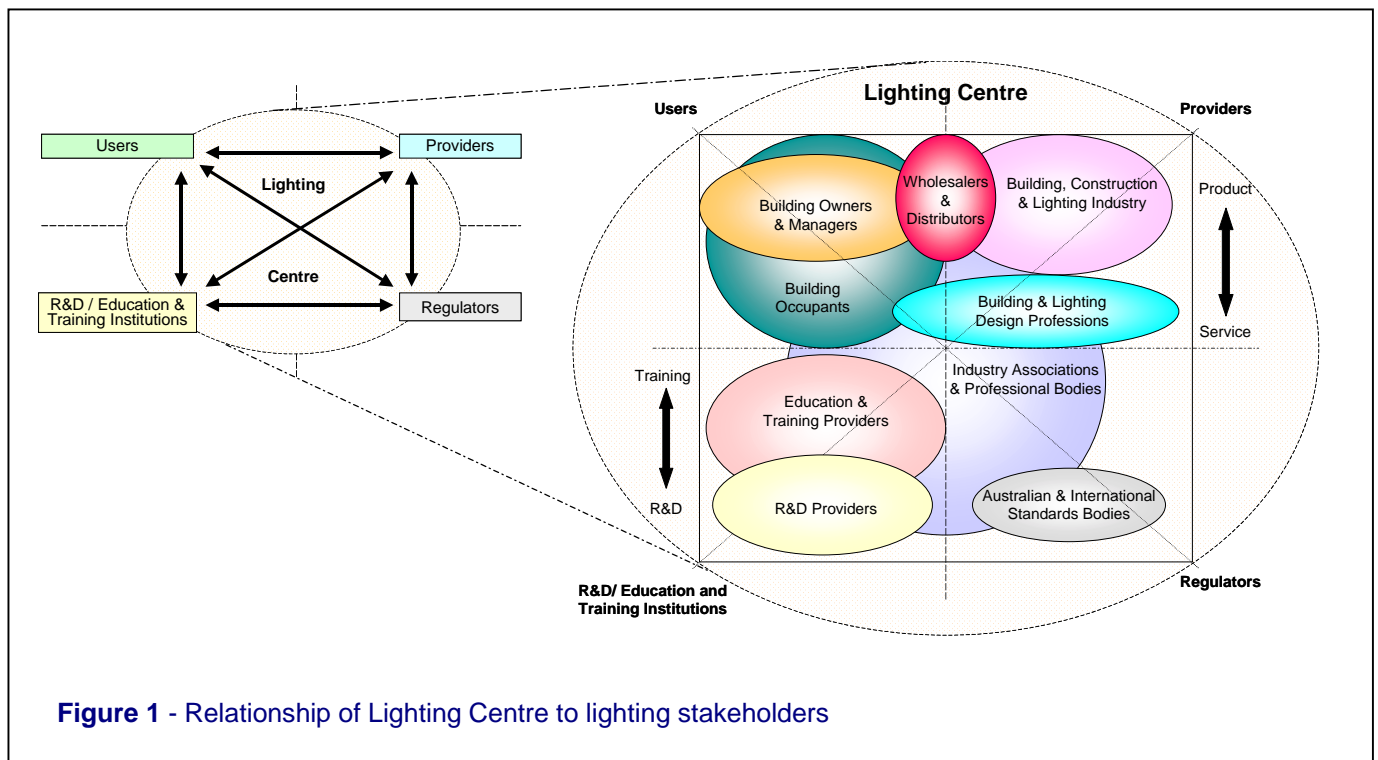 Users
Providers
Lighting
Centre
R&D / Education &
Training Institutions
Regulators
Lighting Centre
Users
Providers
Building Owners
& Managers
Wholesalers
&
Distributors
Building, Construction
& Lighting Industry
Product
Service
Building
Occupants
Building & Lighting
Design Professions
Training
R&D
Industry Associations
& Professional Bodies
Education &
Training Providers
R&D Providers
Australian & International
Standards Bodies
R&D/ Education and
Training Institutions
Regulators
Figure 1 - Relationship of Lighting Centre to lighting stakeholders